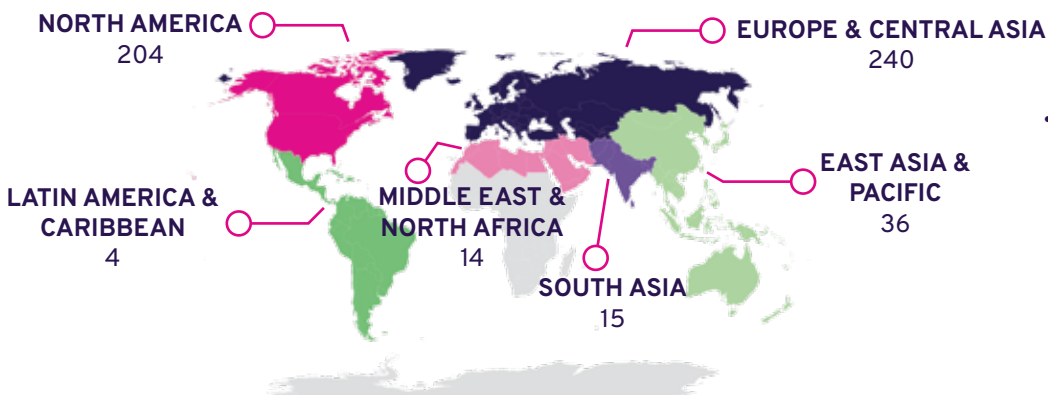 NORTH AMERICA
204
EUROPE & CENTRAL ASIA
240
LATIN AMERICA &
CARIBBEAN
4
MIDDLE EAST &
NORTH AFRICA
14
SOUTH ASIA
15
EAST ASIA &
PACIFIC
36